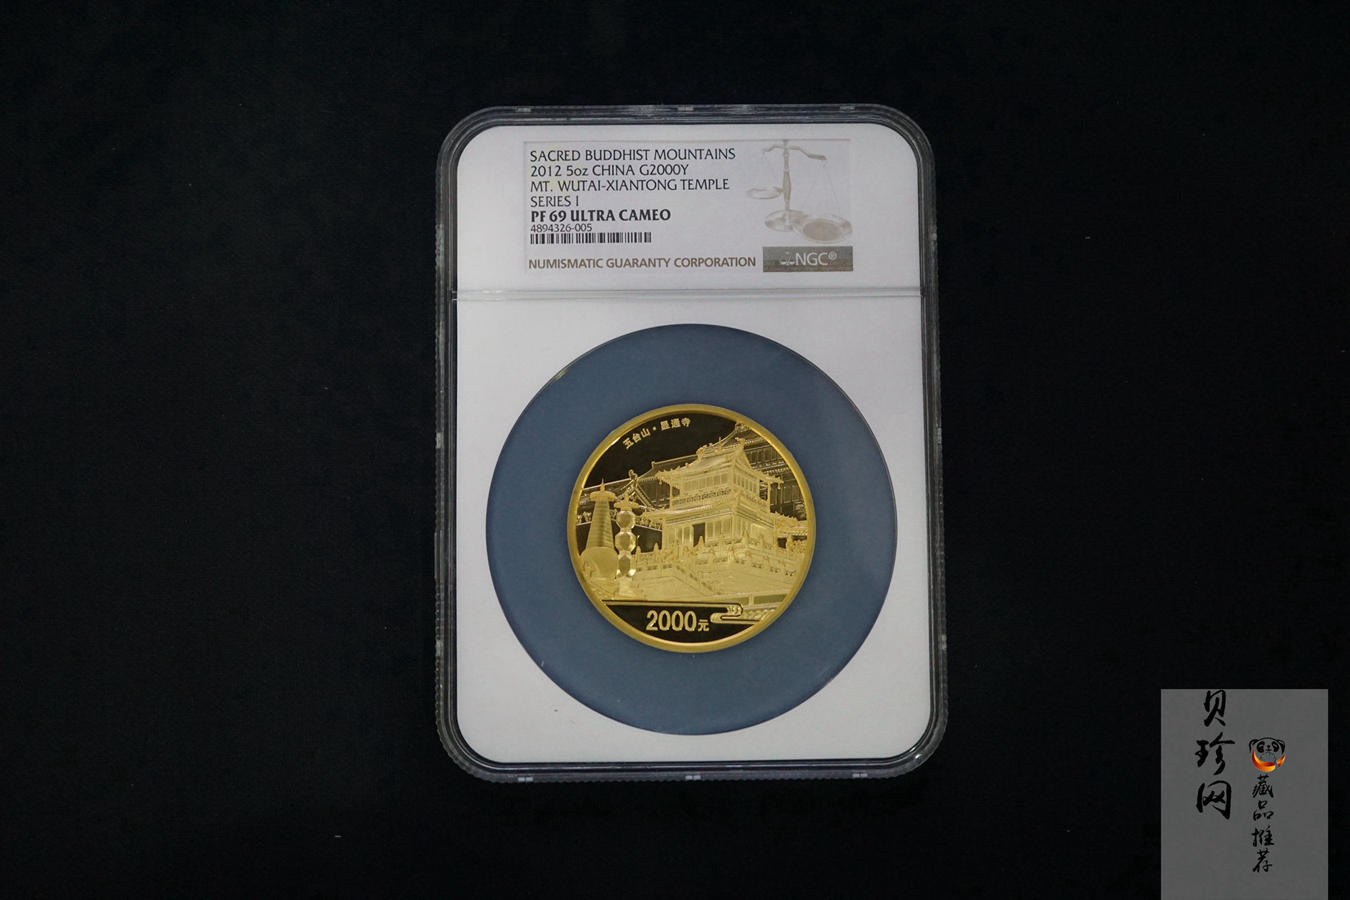 SACRED BUDDHIST MOUNTAINS
2012 5oz CHINA G2000Y
MT. WUTAI-XIANTONG TEMPLE
SERIES I
PF 69 ULTRA CAMEO
4894326-005
NUMISMATIC GUARANTY CORPORATION
NGC®
五台山·显通寺
2000元
贝珍网
藏品推荐